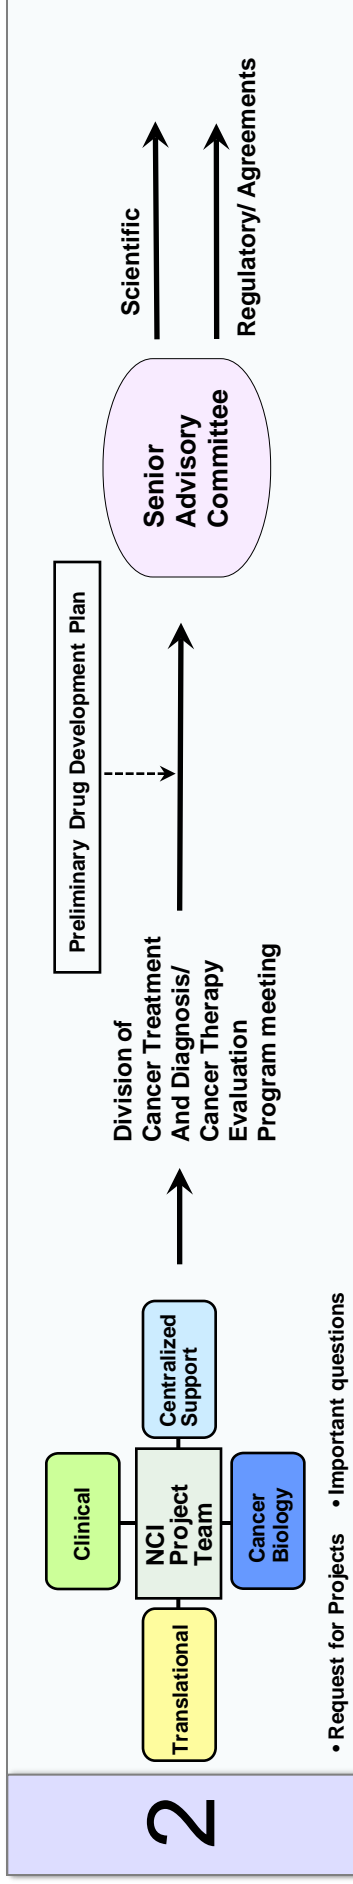 2
Clinical
Translational
NCI
Project
Team
Centralized
Support
Cancer
Biology
• Request for Projects
• Important questions
Division of
Cancer Treatment
And Diagnosis/
Cancer Therapy
Evaluation
Program meeting
Preliminary Drug Development Plan
Senior
Advisory
Committee
Scientific
Regulatory/ Agreements